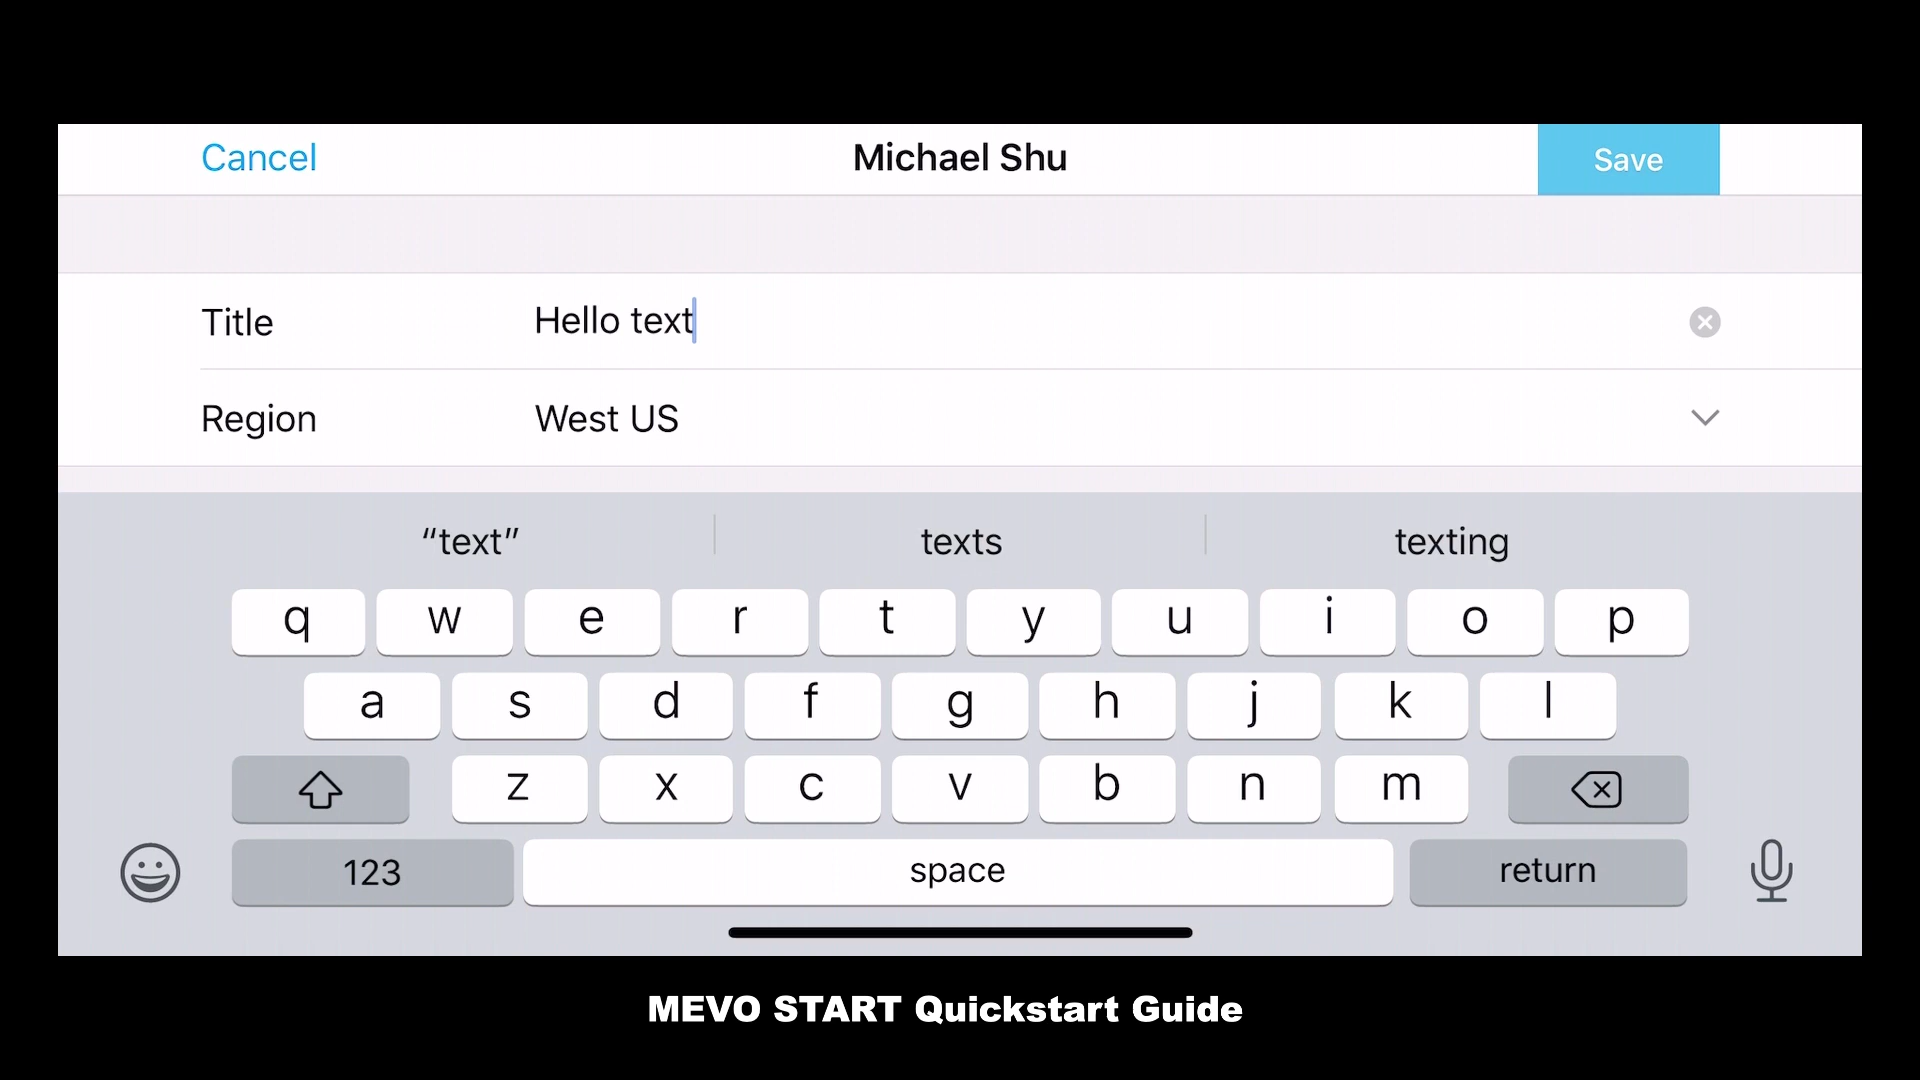 Cancel Michael Shu Save
Title Hello text
Region West US
“text” texts texting
q w e r t y u i o p
a s d f g h j k l
z x c v b n m
123 space return
MEVO START Quickstart Guide